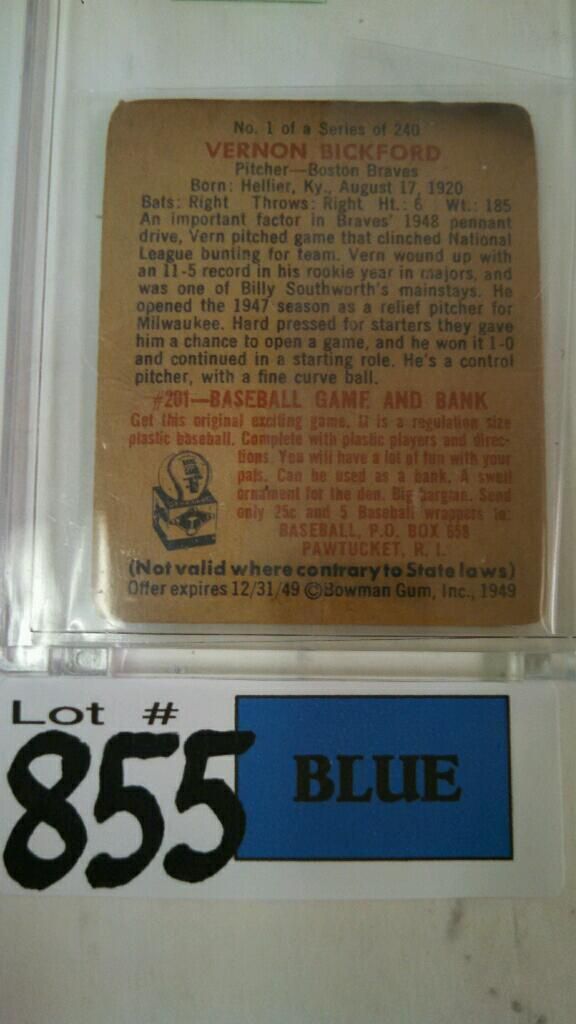 No. 1 of a Series of 240
VERNON BICKFORD
Pitcher—Boston Braves
Born: Hellier, Ky., August 17, 1920
Bats: Right Throws: Right Ht.: 6 Wt.: 185
An important factor in Braves' 1948 pennant
drive, Vern pitched game that clinched National
League bunting for team. Vern wound up with
an 11-5 record in his rookie year in majors, and
was one of Billy Southworth's mainstays. He
opened the 1947 season as a relief pitcher for
Milwaukee. Hard pressed for starters they gave
him a chance to open a game, and he won it 1-0
and continued in a starting role. He's a control
pitcher, with a fine curve ball.
#201—BASEBALL GAME AND BANK
Get this original exciting game. It is a regulation size
plastic baseball. Complete with plastic players and direc-
tions. You will have a lot of fun with your
pals. Can be used as a bank. A swell
ornament for the den. Big bargian. Send
only 25c and 5 Baseball wrappers to:
BASEBALL, P.O. BOX 658
PAWTUCKET, R. I.
(Not valid where contrary to State laws)
Offer expires 12/31/49 ©Bowman Gum, Inc., 1949
Lot #
855
BLUE